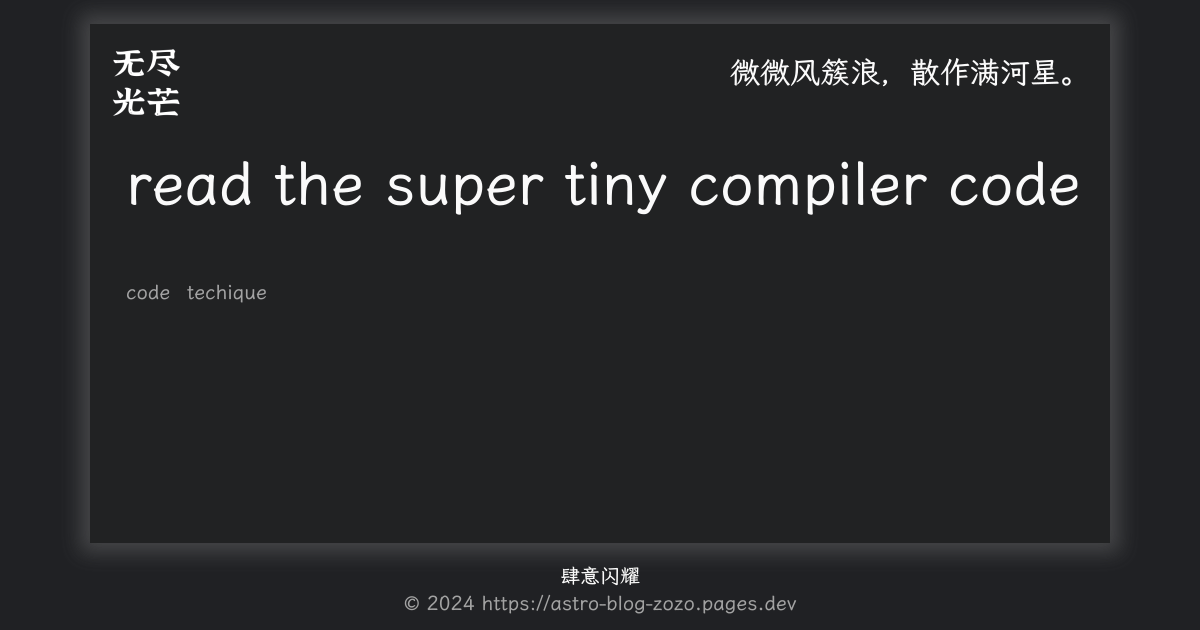 无尽
光芒
微微风簇浪，散作满河星。
read the super tiny compiler code
code techique
肆意闪耀
© 2024 https://astro-blog-zozo.pages.dev